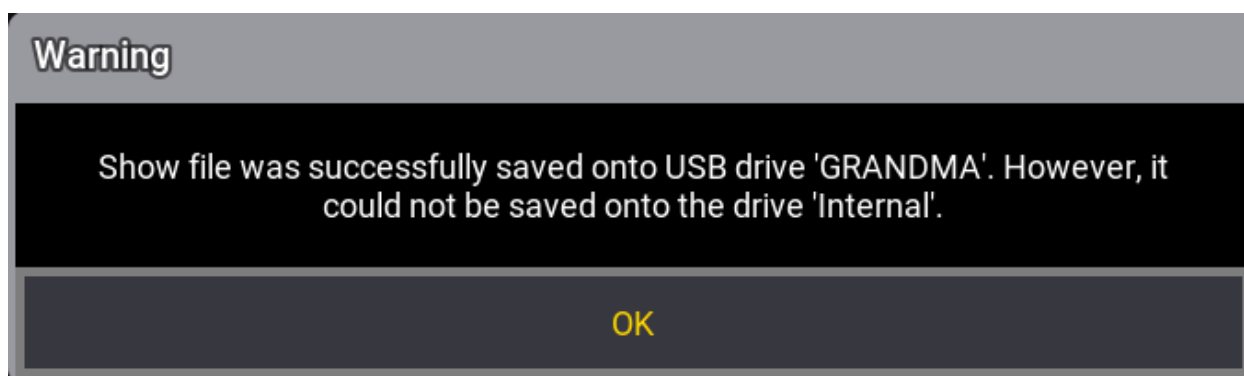 Warning
Show file was successfully saved onto USB drive 'GRANDMA'. However, it
could not be saved onto the drive 'Internal'.
OK